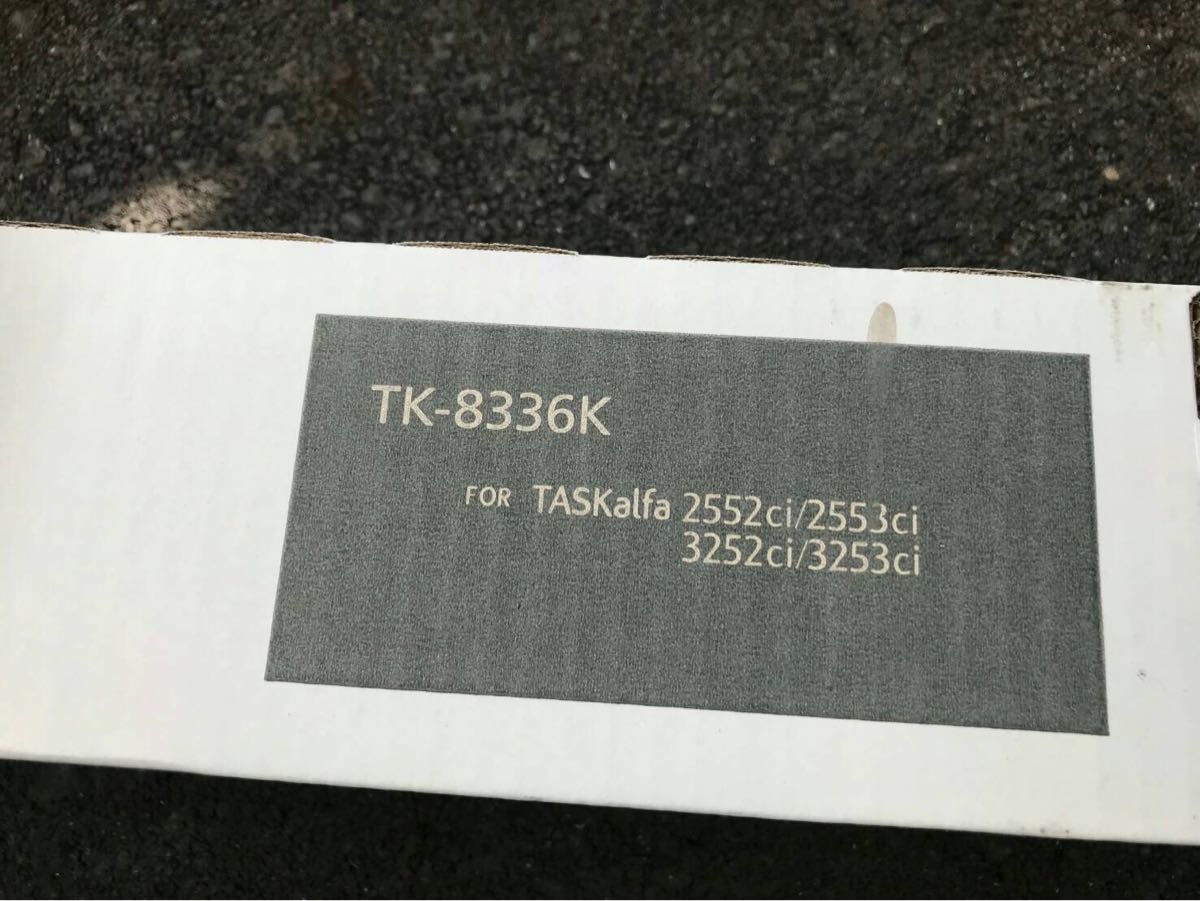 TK-8336K
FOR TASKalfa 2552ci/2553ci
3252ci/3253ci